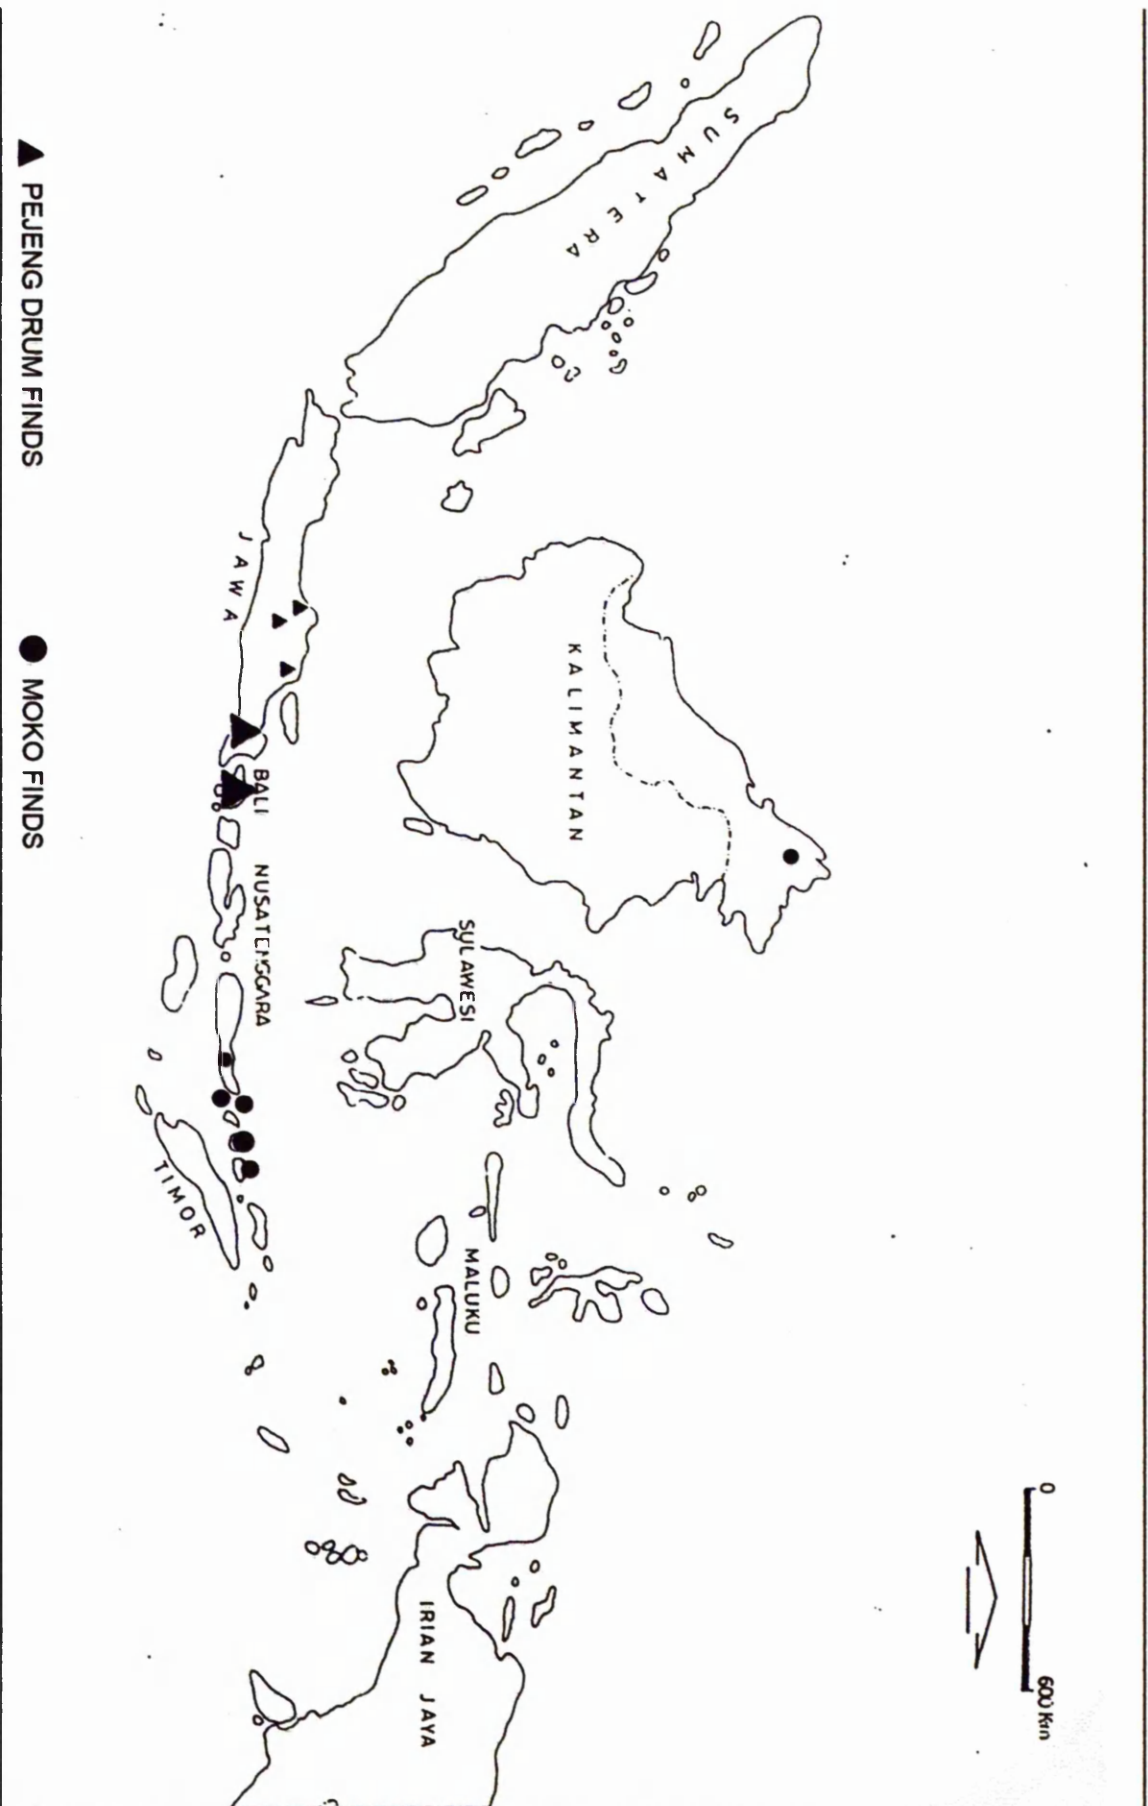 0 600 Km
SUMATERA
KALIMANTAN
SULAWESI
MALUKU
IRIAN JAYA
JAWA
BALI
NUSATENGGARA
TIMOR
▲ PEJENG DRUM FINDS ● MOKO FINDS